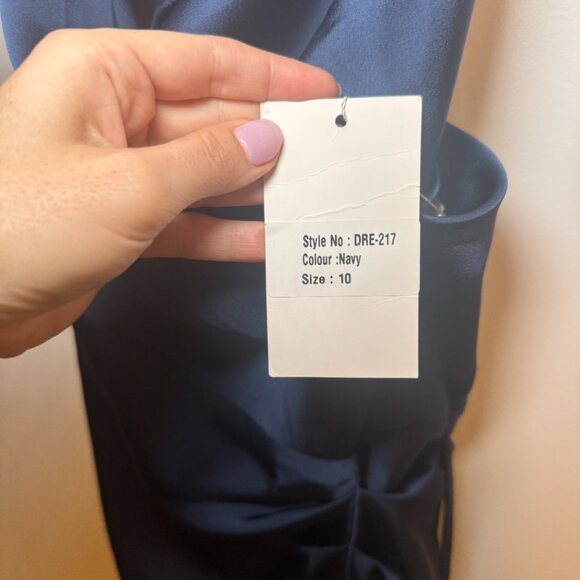 Style No : DRE-217
Colour :Navy
Size : 10